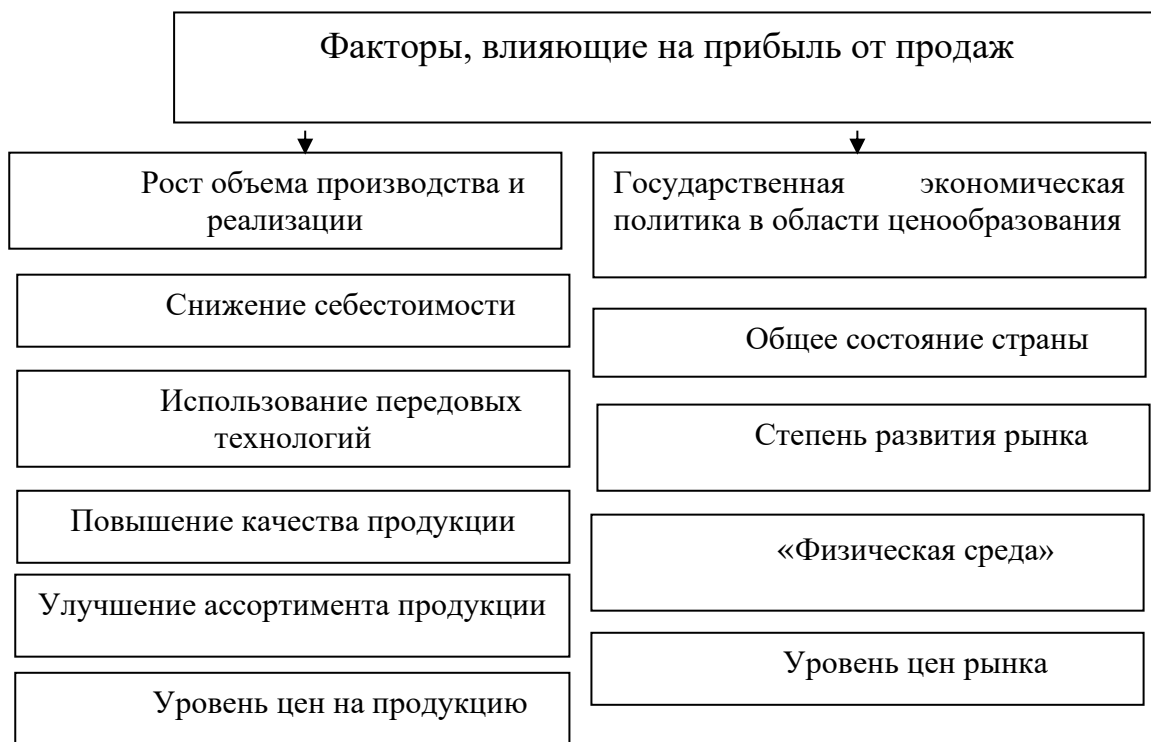 Факторы, влияющие на прибыль от продаж
Рост объема производства и
реализации
Снижение себестоимости
Использование передовых
технологий
Повышение качества продукции
Улучшение ассортимента продукции
Уровень цен на продукцию
Государственная экономическая
политика в области ценообразования
Общее состояние страны
Степень развития рынка
«Физическая среда»
Уровень цен рынка